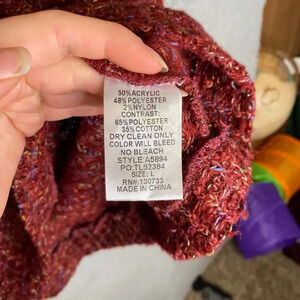 50%ACRYLIC
48%POLYESTER
2%NYLON
CONTRAST:
65%POLYESTER
35%COTTON
DRY CLEAN ONLY
COLOR WILL BLEED
NO BLEACH
STYLE:A5894
PO:TL52364
SIZE: L
RN#:130733
MADE IN CHINA